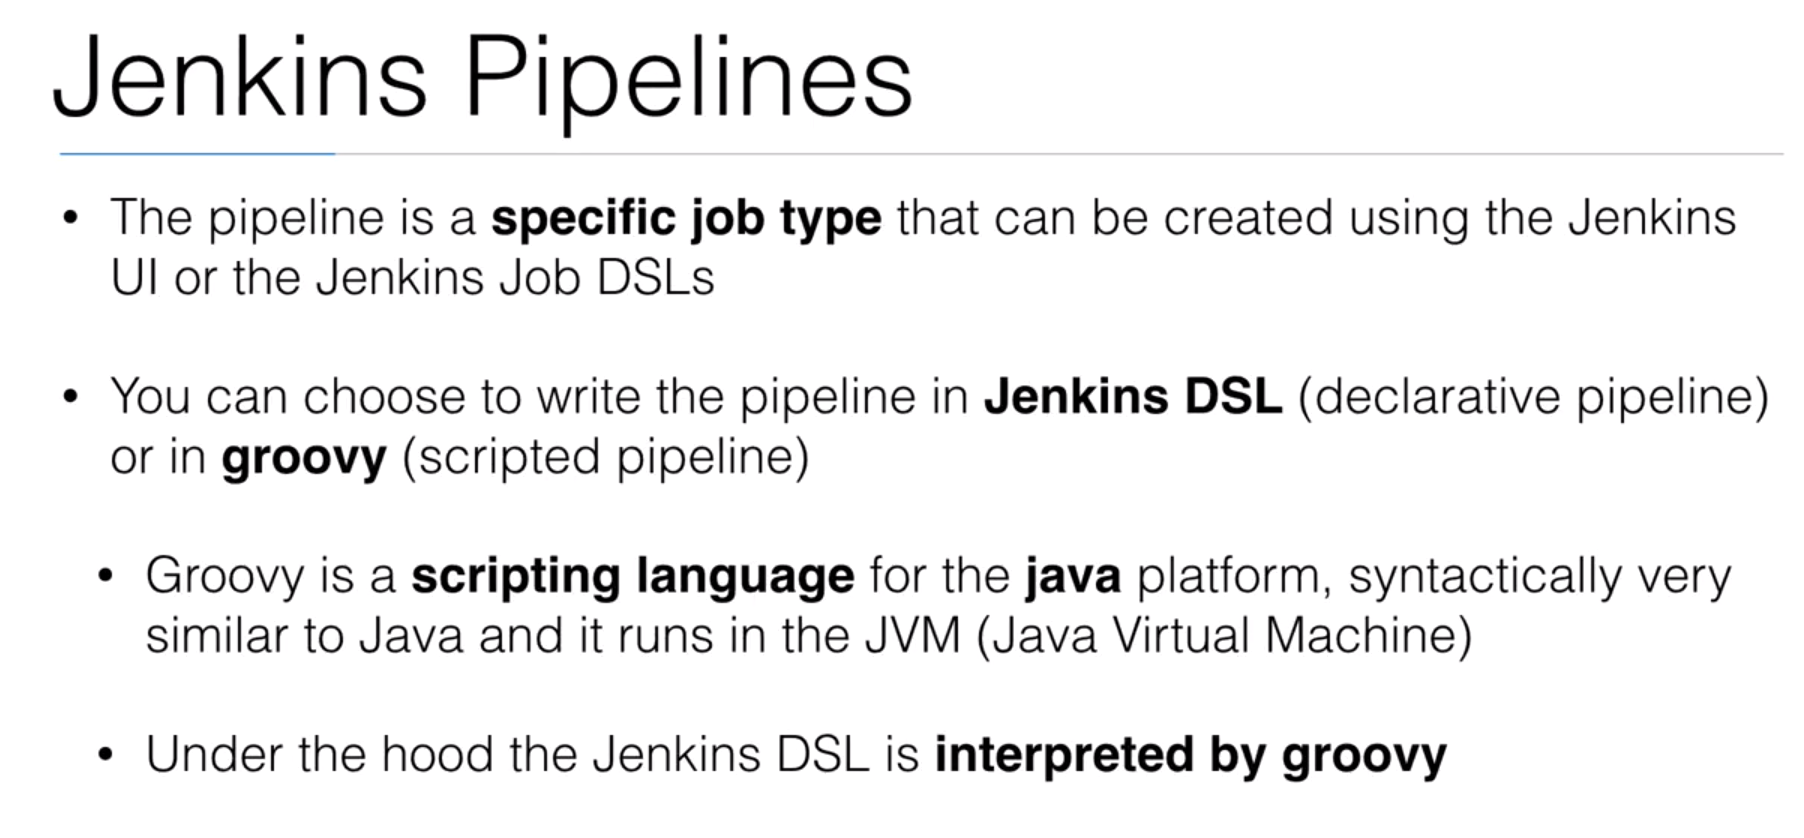 Jenkins Pipelines
• The pipeline is a specific job type that can be created using the Jenkins
UI or the Jenkins Job DSLs
• You can choose to write the pipeline in Jenkins DSL (declarative pipeline)
or in groovy (scripted pipeline)
• Groovy is a scripting language for the java platform, syntactically very
similar to Java and it runs in the JVM (Java Virtual Machine)
• Under the hood the Jenkins DSL is interpreted by groovy